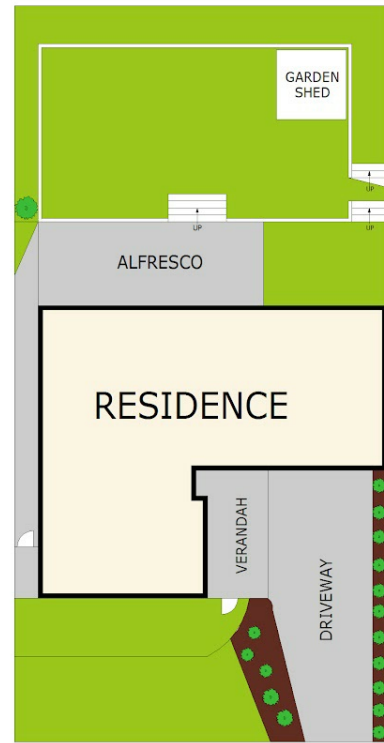 GARDEN
SHED
UP
UP
UP
ALFRESCO
RESIDENCE
VERANDAH
DRIVEWAY